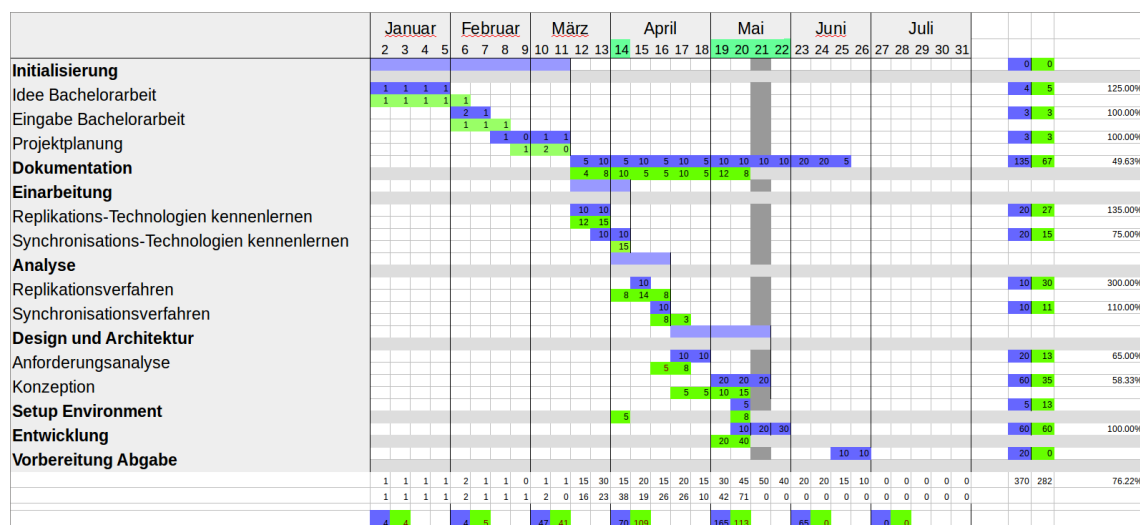 Januar Februar März April Mai Juni Juli
2 3 4 5 6 7 8 9 10 11 12 13 14 15 16 17 18 19 20 21 22 23 24 25 26 27 28 29 30 31
Initialisierung 0 0
Idee Bachelorarbeit 1 1 1 1 4 5 125.00%
1 1 1 1 1
Eingabe Bachelorarbeit 2 1 3 3 100.00%
1 1 1
Projektplanung 1 0 1 1 3 3 100.00%
1 2 0
Dokumentation 5 10 5 10 5 10 5 10 10 10 10 20 20 5 135 67 49.63%
4 8 10 5 5 10 5 12 8
Einarbeitung
Replikations-Technologien kennenlernen 10 10 20 27 135.00%
12 15
Synchronisations-Technologien kennenlernen 10 10 20 15 75.00%
15
Analyse
Replikationsverfahren 10 10 30 300.00%
8 14 8
Synchronisationsverfahren 10 10 11 110.00%
8 3
Design und Architektur
Anforderungsanalyse 10 10 20 13 65.00%
5 8
Konzeption 20 20 20 60 35 58.33%
5 5 10 15
Setup Environment 5 5 13
5 8
Entwicklung 10 20 30 60 60 100.00%
20 40
Vorbereitung Abgabe 10 10 20 0
1 1 1 1 2 1 1 0 1 1 15 30 15 20 15 20 15 30 45 50 40 20 20 15 10 0 0 0 0 0 370 282 76.22%
1 1 1 1 2 1 1 1 2 0 16 23 38 19 26 26 10 42 71 0 0 0 0 0 0 0 0 0 0 0
4 4 4 5 47 41 70 109 165 113 65 0 0 0